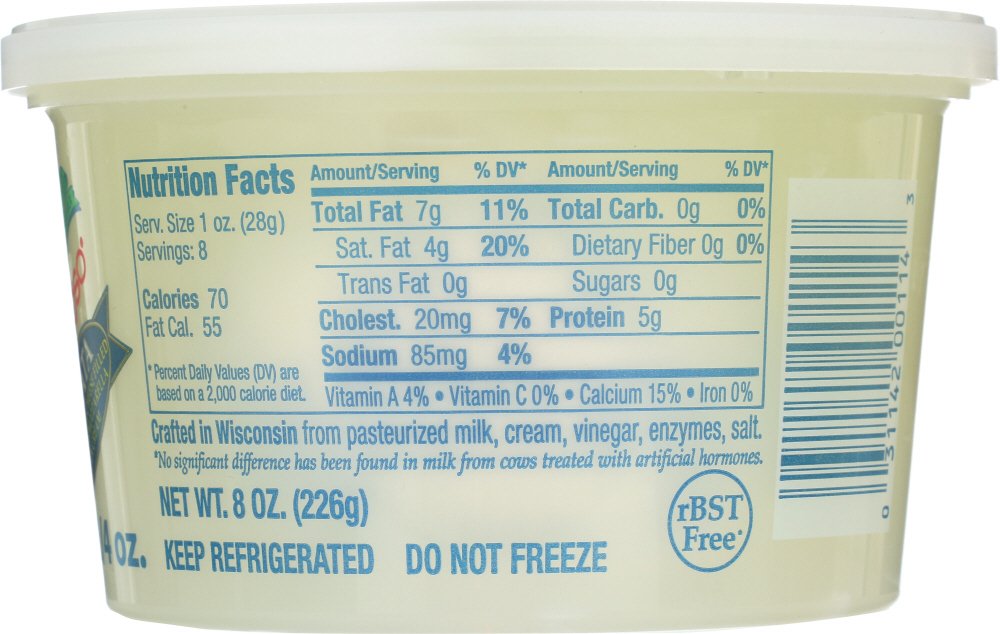 Nutrition Facts
Serv. Size 1 oz. (28g)
Servings: 8
Calories 70
Fat Cal. 55
*Percent Daily Values (DV) are
based on a 2,000 calorie diet.
Amount/Serving % DV* Amount/Serving % DV*
Total Fat 7g 11% Total Carb. 0g 0%
Sat. Fat 4g 20% Dietary Fiber 0g 0%
Trans Fat 0g Sugars 0g
Cholest. 20mg 7% Protein 5g
Sodium 85mg 4%
Vitamin A 4% • Vitamin C 0% • Calcium 15% • Iron 0%
Crafted in Wisconsin from pasteurized milk, cream, vinegar, enzymes, salt.
*No significant difference has been found in milk from cows treated with artificial hormones.
NET WT. 8 OZ. (226g)
rBST
Free*
oz. KEEP REFRIGERATED DO NOT FREEZE
0 31142 00114 3